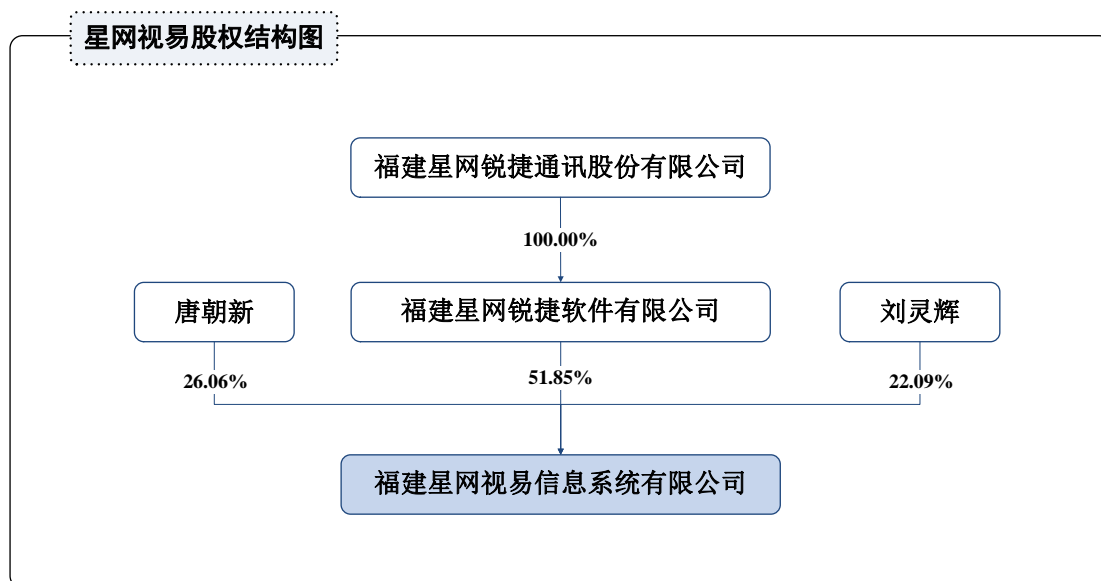 星网视易股权结构图
福建星网锐捷通讯股份有限公司
100.00%
唐朝新
福建星网锐捷软件有限公司
刘灵辉
26.06%
51.85%
22.09%
福建星网视易信息系统有限公司